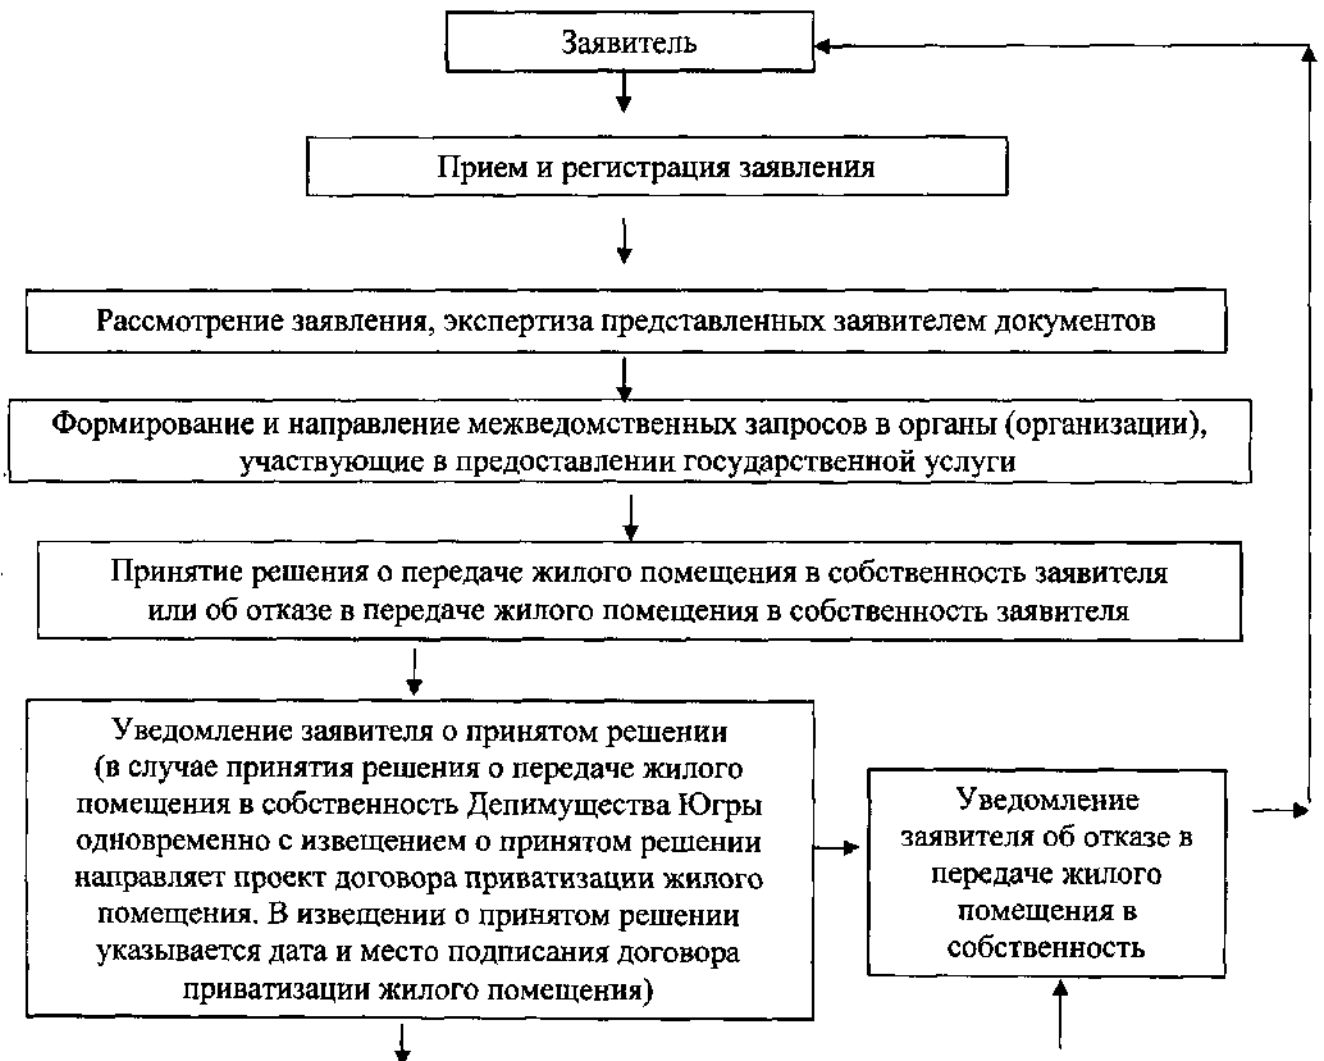 Заявитель
Прием и регистрация заявления
Рассмотрение заявления, экспертиза представленных заявителем документов
Формирование и направление межведомственных запросов в органы (организации),
участвующие в предоставлении государственной услуги
Принятие решения о передаче жилого помещения в собственность заявителя
или об отказе в передаче жилого помещения в собственность заявителя
Уведомление заявителя о принятом решении
(в случае принятия решения о передаче жилого
помещения в собственность Депимущества Югры
одновременно с извещением о принятом решении
направляет проект договора приватизации жилого
помещения. В извещении о принятом решении
указывается дата и место подписания договора
приватизации жилого помещения)
Уведомление
заявителя об отказе в
передаче жилого
помещения в
собственность